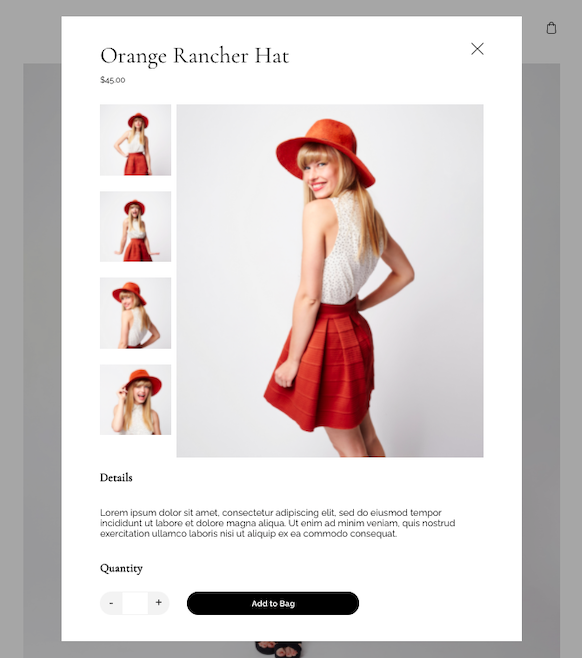 Orange Rancher Hat
$45.00
Details
Lorem ipsum dolor sit amet, consectetur adipiscing elit, sed do eiusmod tempor
incididunt ut labore et dolore magna aliqua. Ut enim ad minim veniam, quis nostrud
exercitation ullamco laboris nisi ut aliquip ex ea commodo consequat.
Quantity
- +
Add to Bag